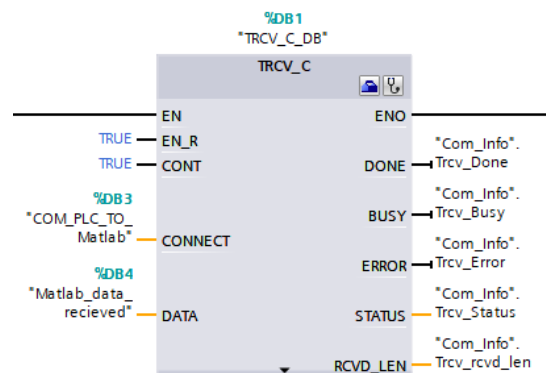 %DB1
"TRCV_C_DB"
TRCV_C
EN
ENO
TRUE
EN_R
TRUE
CONT
"Com_Info".
DONE
Trcv_Done
%DB3
"COM_PLC_TO_
Matlab"
CONNECT
"Com_Info".
BUSY
Trcv_Busy
"Com_Info".
ERROR
Trcv_Error
%DB4
"Matlab_data_
recieved"
DATA
"Com_Info".
STATUS
Trcv_Status
"Com_Info".
RCVD_LEN
Trcv_rcvd_len